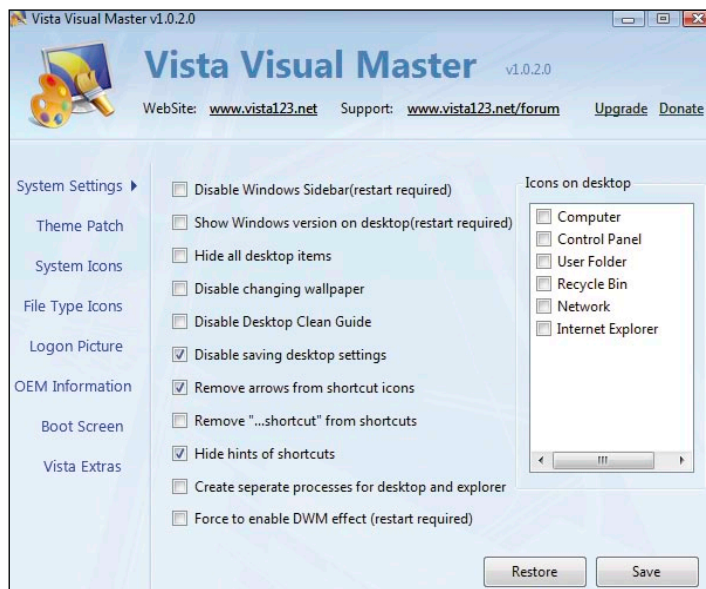 Vista Visual Master v1.0.2.0
Vista Visual Master v1.0.2.0
WebSite: www.vista123.net Support: www.vista123.net/forum Upgrade Donate
System Settings
Theme Patch
System Icons
File Type Icons
Logon Picture
OEM Information
Boot Screen
Vista Extras
Disable Windows Sidebar(restart required)
Show Windows version on desktop(restart required)
Hide all desktop items
Disable changing wallpaper
Disable Desktop Clean Guide
Disable saving desktop settings
Remove arrows from shortcut icons
Remove "...shortcut" from shortcuts
Hide hints of shortcuts
Create seperate processes for desktop and explorer
Force to enable DWM effect (restart required)
Icons on desktop
Computer
Control Panel
User Folder
Recycle Bin
Network
Internet Explorer
Restore
Save